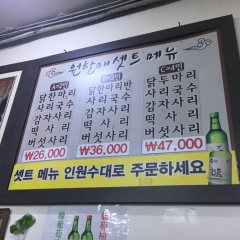 원할매 셋트 메뉴
A=2인
닭한마리
사리국수
감자사리
떡사리
버섯사리
₩26,000
B=3인
닭한마리반
사리국수
감자사리
떡사리
버섯사리
₩36,000
C=4인
닭두마리
사리국수
감자사리
떡사리
버섯사리
₩47,000
셋트 메뉴 인원수대로 주문하세요